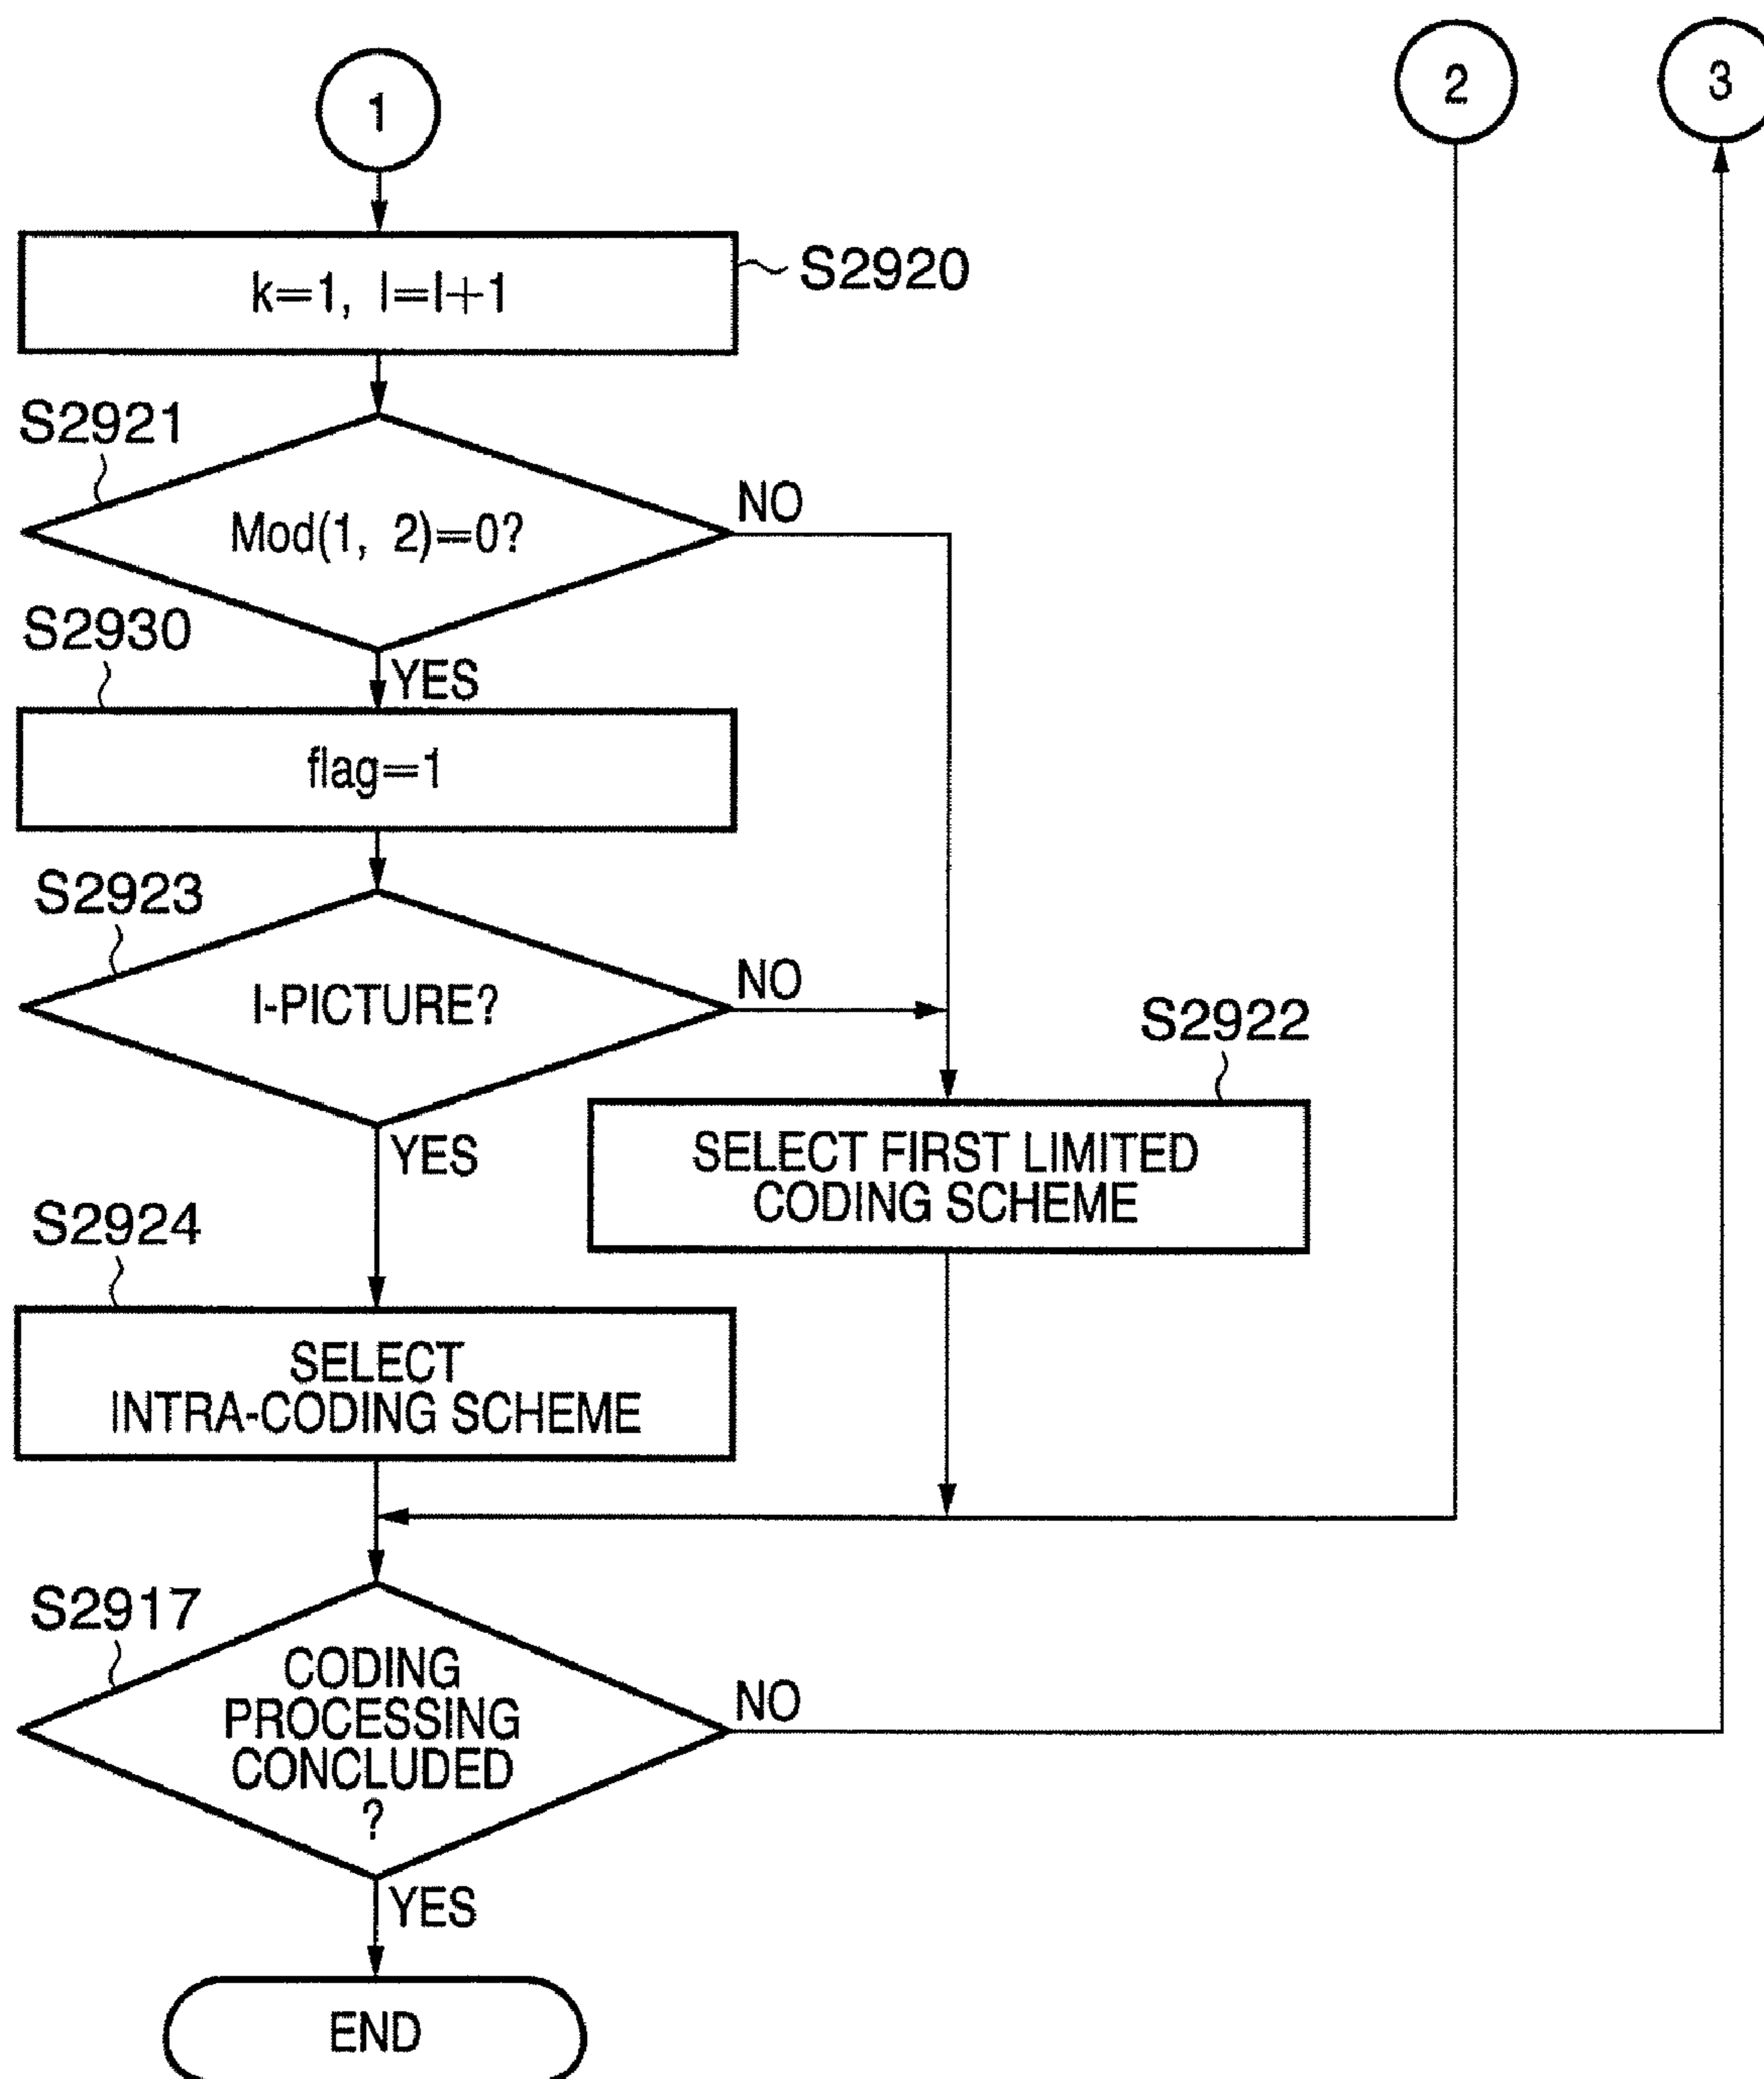 1
2
3
k=1, l=l+1
S2920
S2921
Mod(1, 2)=0?
NO
S2930
YES
flag=1
S2923
I-PICTURE?
NO
YES
S2922
SELECT FIRST LIMITED
CODING SCHEME
S2924
SELECT
INTRA-CODING SCHEME
S2917
CODING
PROCESSING
CONCLUDED
?
NO
YES
END